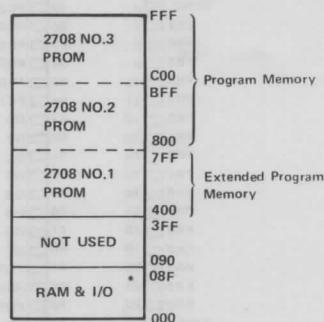 FFF
2708 NO.3
PROM
C00
Program Memory
BFF
2708 NO.2
PROM
800
7FF
2708 NO.1
PROM
Extended Program
Memory
400
3FF
NOT USED
090
* 08F
RAM & I/O
000